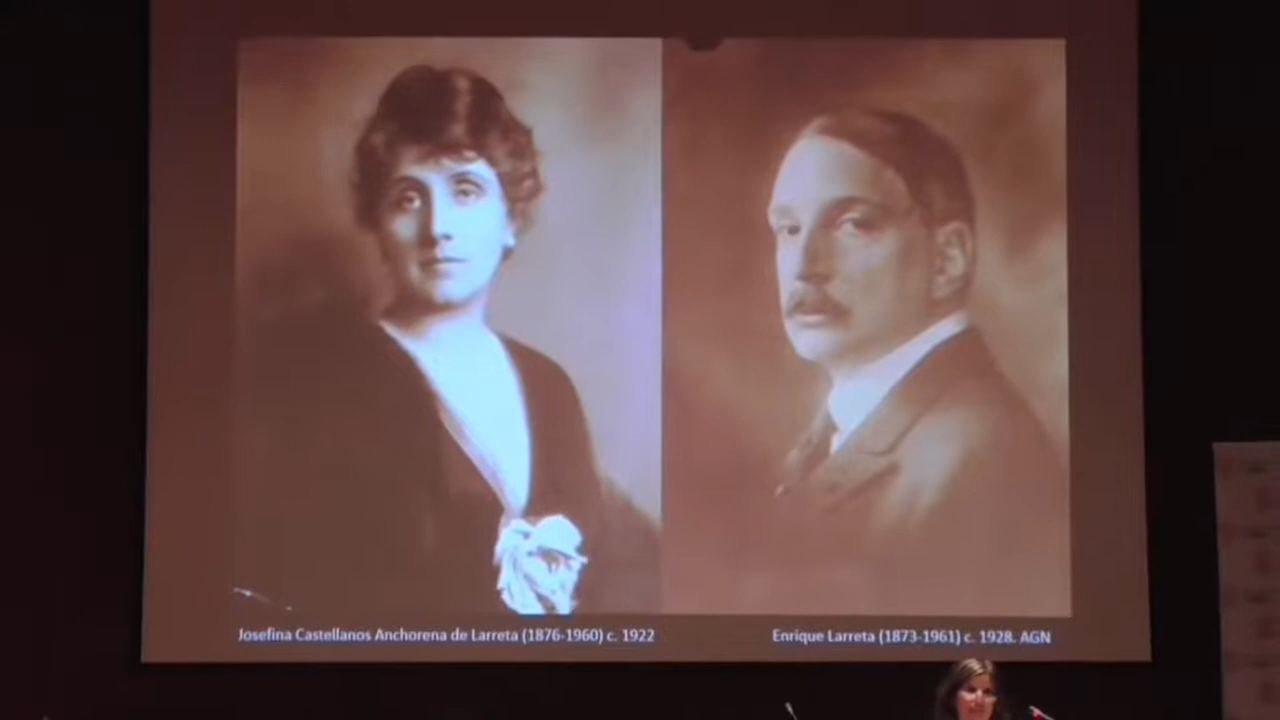 Josefina Castellanos Anchorena de Larreta (1876-1960) c. 1922
Enrique Larreta (1873-1961) c. 1928. AGN